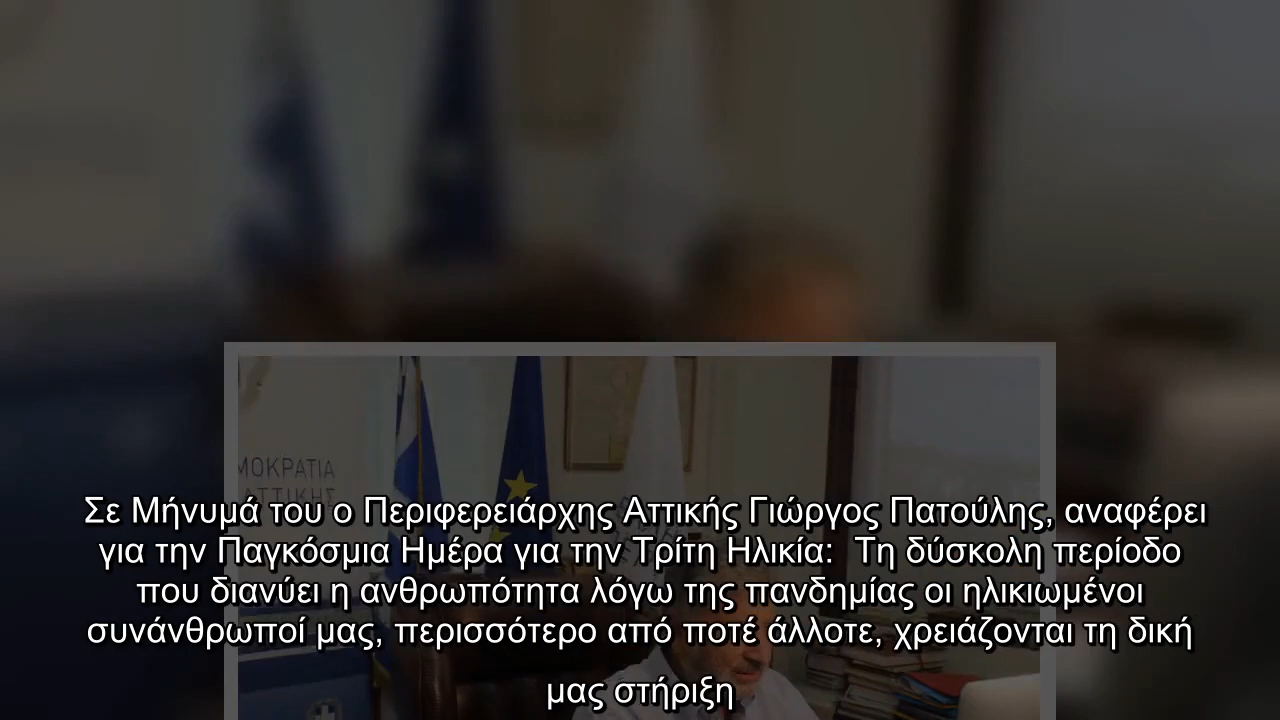 ΜΟΚΡΑΤΙΑ
ΑΤΤΙΚΗΣ
Σε Μήνυμά του ο Περιφερειάρχης Αττικής Γιώργος Πατούλης, αναφέρει
για την Παγκόσμια Ημέρα για την Τρίτη Ηλικία:  Τη δύσκολη περίοδο
που διανύει η ανθρωπότητα λόγω της πανδημίας οι ηλικιωμένοι
συνάνθρωποί μας, περισσότερο από ποτέ άλλοτε, χρειάζονται τη δική
μας στήριξη